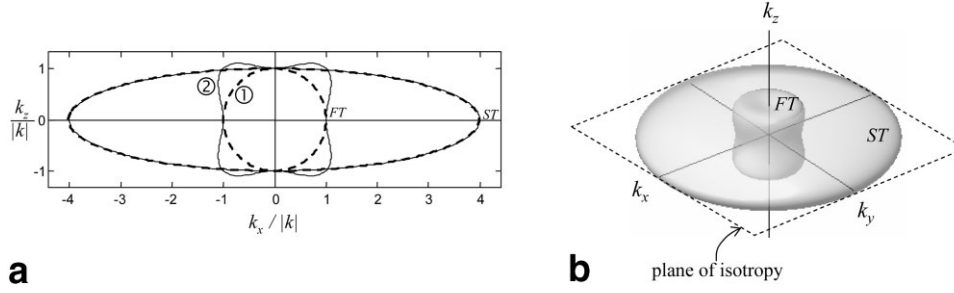 1
0
-1
k_z
|k|
②
①
FT
ST
-4 -3 -2 -1 0 1 2 3 4
k_x / |k|
a
k_z
FT
ST
k_x
k_y
plane of isotropy
b